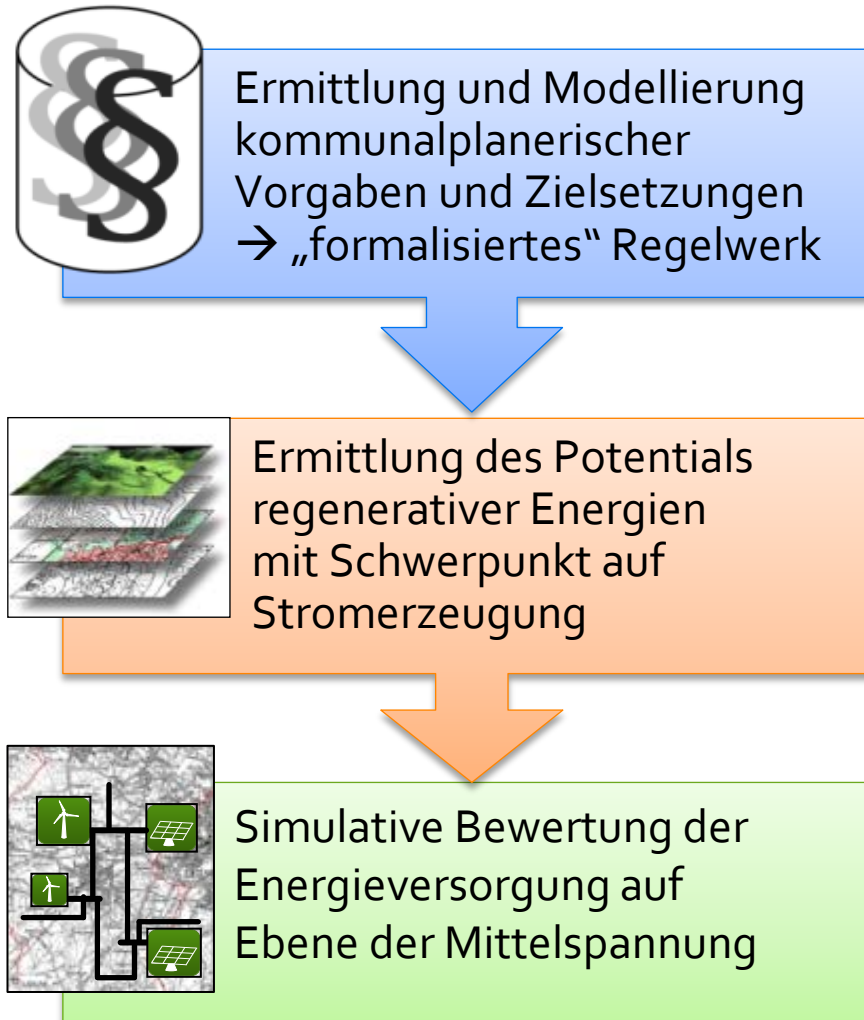 §§§
Ermittlung und Modellierung
kommunalplanerischer
Vorgaben und Zielsetzungen
→ „formalisiertes“ Regelwerk
Ermittlung des Potentials
regenerativer Energien
mit Schwerpunkt auf
Stromerzeugung
Simulative Bewertung der
Energieversorgung auf
Ebene der Mittelspannung